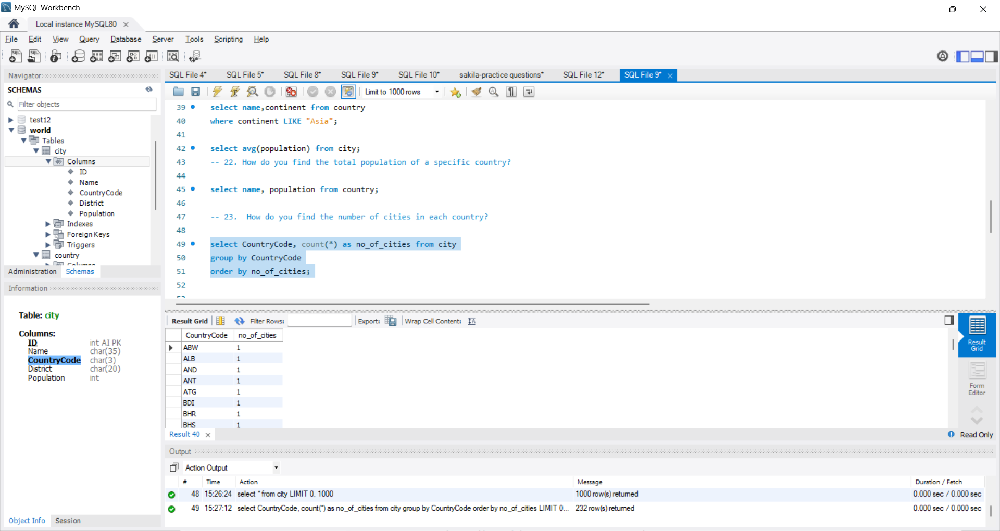 MySQL Workbench
Local instance MySQL80
File Edit View Query Database Server Tools Scripting Help
Navigator
SCHEMAS
Filter objects
test12
world
Tables
city
Columns
ID
Name
CountryCode
District
Population
Indexes
Foreign Keys
Triggers
country
Columns
Administration Schemas
Information
Table: city
Columns:
ID int AI PK
Name char(35)
CountryCode char(3)
District char(20)
Population int
Object Info Session
SQL File 4* SQL File 5* SQL File 8* SQL File 9* SQL File 10* sakila-practice questions* SQL File 12* SQL File 9*
Limit to 1000 rows
39 select name,continent from country
40 where continent LIKE "Asia";
41
42 select avg(population) from city;
43 -- 22. How do you find the total population of a specific country?
44
45 select name, population from country;
46
47 -- 23. How do you find the number of cities in each country?
48
49 select CountryCode, count(*) as no_of_cities from city
50 group by CountryCode
51 order by no_of_cities;
52
53
Result Grid Filter Rows: Export: Wrap Cell Content:
CountryCode no_of_cities
ABW 1
ALB 1
AND 1
ANT 1
ATG 1
BDI 1
BHR 1
BHS 1
Result Grid
Form Editor
Result 40
Read Only
Output
Action Output
# Time Action Message Duration / Fetch
48 15:26:24 select * from city LIMIT 0, 1000 1000 row(s) returned 0.000 sec / 0.000 sec
49 15:27:12 select CountryCode, count(*) as no_of_cities from city group by CountryCode order by no_of_cities LIMIT 0... 232 row(s) returned 0.000 sec / 0.000 sec